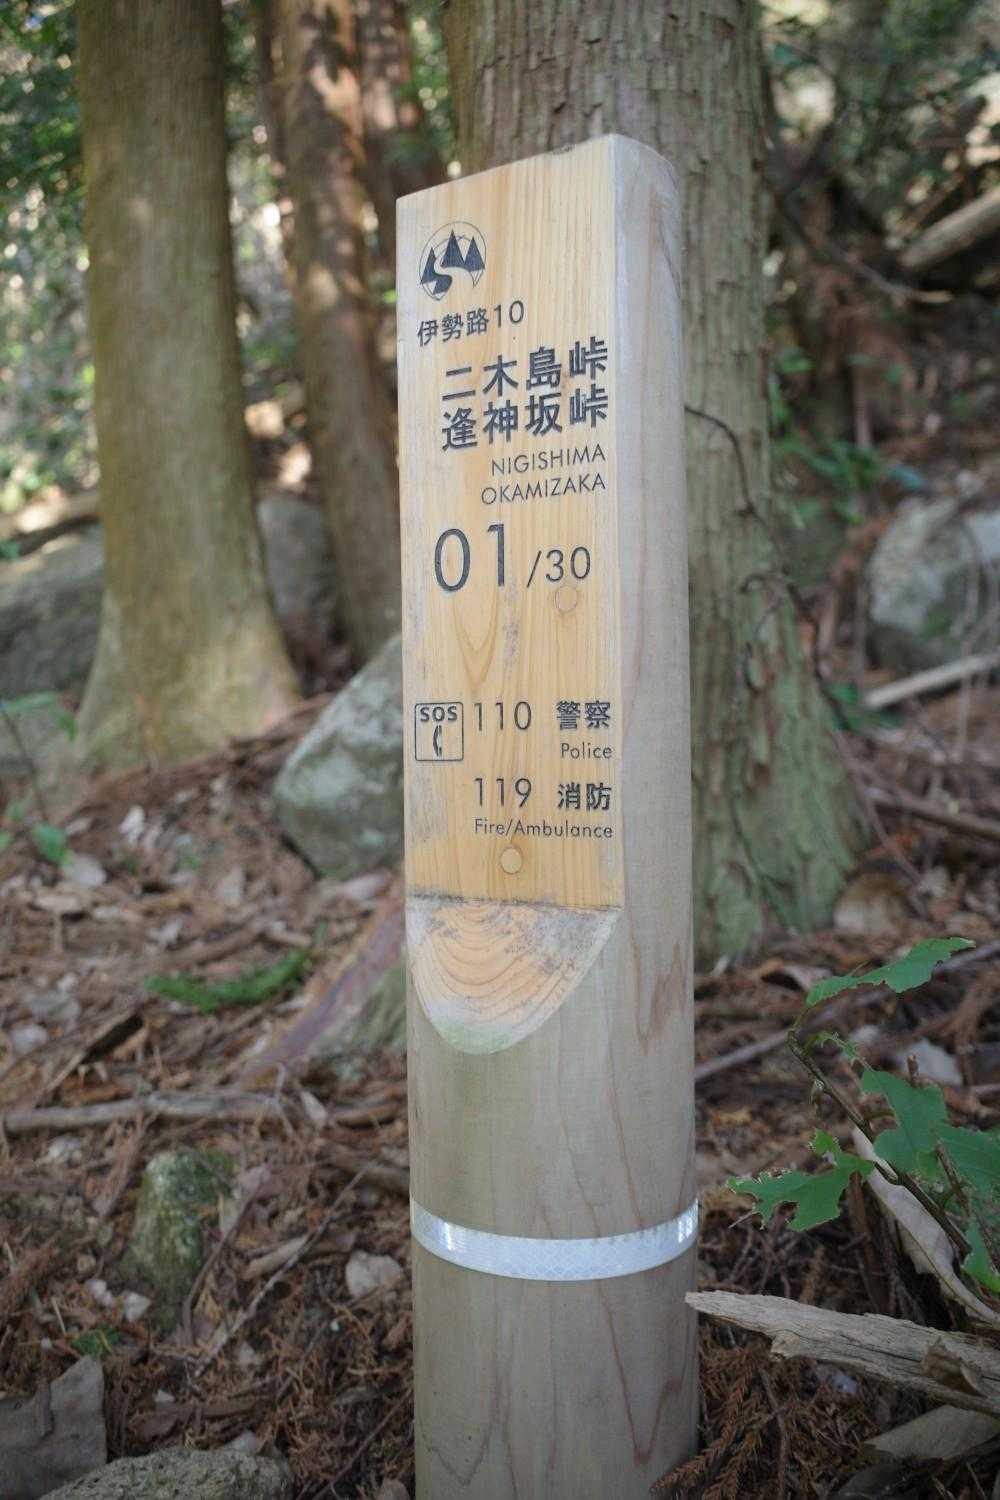 伊勢路10
二木島峠
逢神坂峠
NIGISHIMA
OKAMIZAKA
01/30
SOS 110 警察
Police
119 消防
Fire/Ambulance